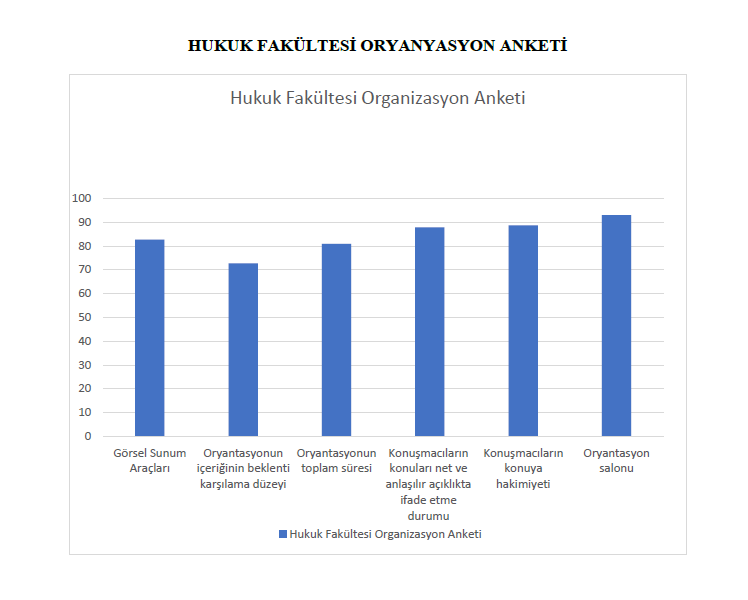 HUKUK FAKÜLTESİ ORYANYASYON ANKETİ
Hukuk Fakültesi Organizasyon Anketi
100
90
80
70
60
50
40
30
20
10
0
Görsel Sunum
Araçları
Oryantasyonun
içeriğinin beklenti
karşılama düzeyi
Oryantasyonun
toplam süresi
Konuşmacıların
konuları net ve
anlaşılır açıklıkta
ifade etme
durumu
Konuşmacıların
konuya
hakimiyeti
Oryantasyon
salonu
Hukuk Fakültesi Organizasyon Anketi